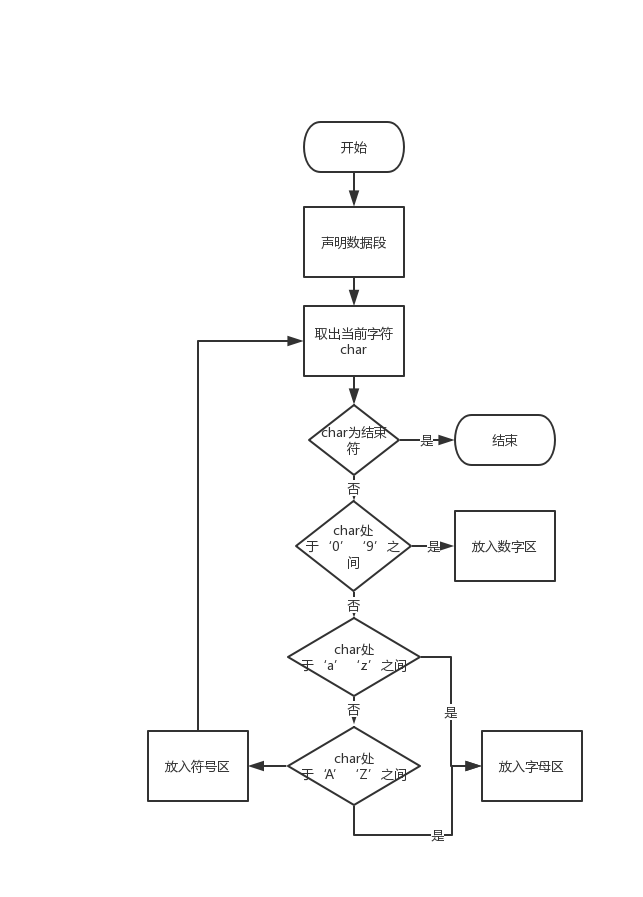 开始
声明数据段
取出当前字符
char
char为结束
符
是
结束
否
char处
于‘0’ ‘9’之
间
是
放入数字区
否
char处
于‘a’ ‘z’之间
是
否
char处
于‘A’ ‘Z’之间
放入符号区
放入字母区
是